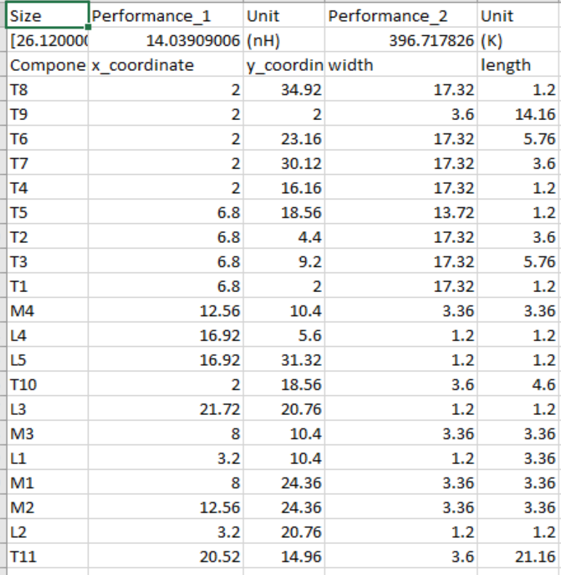 Size Performance_1 Unit Performance_2 Unit
[26.12000 14.03909006 (nH) 396.717826 (K)
Compone x_coordinate y_coordin width length
T8 2 34.92 17.32 1.2
T9 2 2 3.6 14.16
T6 2 23.16 17.32 5.76
T7 2 30.12 17.32 3.6
T4 2 16.16 17.32 1.2
T5 6.8 18.56 13.72 1.2
T2 6.8 4.4 17.32 3.6
T3 6.8 9.2 17.32 5.76
T1 6.8 2 17.32 1.2
M4 12.56 10.4 3.36 3.36
L4 16.92 5.6 1.2 1.2
L5 16.92 31.32 1.2 1.2
T10 2 18.56 3.6 4.6
L3 21.72 20.76 1.2 1.2
M3 8 10.4 3.36 3.36
L1 3.2 10.4 1.2 3.36
M1 8 24.36 3.36 3.36
M2 12.56 24.36 3.36 3.36
L2 3.2 20.76 1.2 1.2
T11 20.52 14.96 3.6 21.16